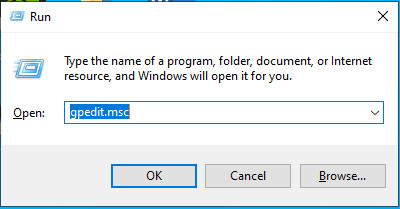 Run
Type the name of a program, folder, document, or Internet
resource, and Windows will open it for you.
Open: gpedit.msc
OK Cancel Browse...